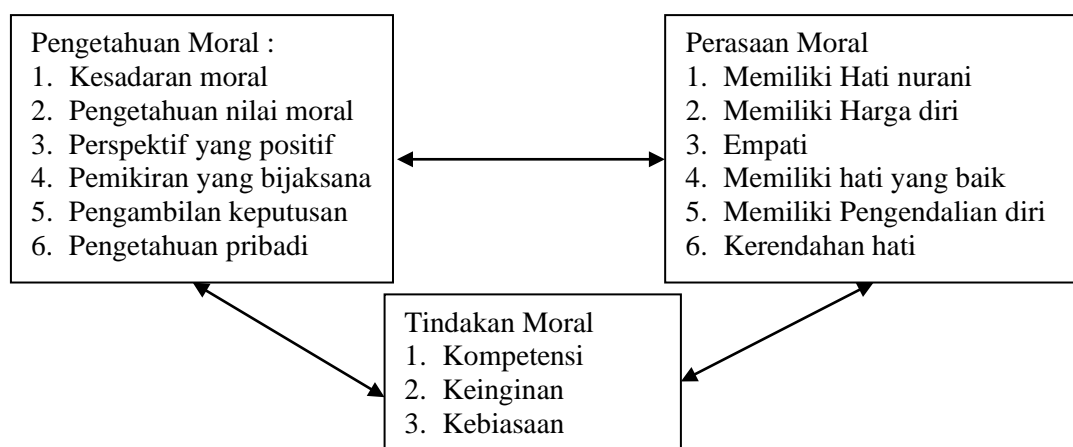 Pengetahuan Moral :
1. Kesadaran moral
2. Pengetahuan nilai moral
3. Perspektif yang positif
4. Pemikiran yang bijaksana
5. Pengambilan keputusan
6. Pengetahuan pribadi
Perasaan Moral
1. Memiliki Hati nurani
2. Memiliki Harga diri
3. Empati
4. Memiliki hati yang baik
5. Memiliki Pengendalian diri
6. Kerendahan hati
Tindakan Moral
1. Kompetensi
2. Keinginan
3. Kebiasaan